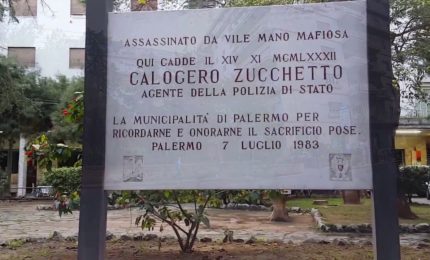 ASSASSINATO DA VILE MANO MAFIOSA
QUI CADDE IL XIV XI MCMLXXXII
CALOGERO ZUCCHETTO
AGENTE DELLA POLIZIA DI STATO
LA MUNICIPALITÁ DI PALERMO PER
RICORDARNE E ONORARNE IL SACRIFICIO POSE.
PALERMO 7 LUGLIO 1983